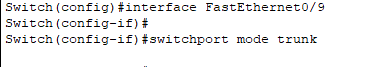 Switch(config)#interface FastEthernet0/9
Switch(config-if)#
Switch(config-if)#switchport mode trunk